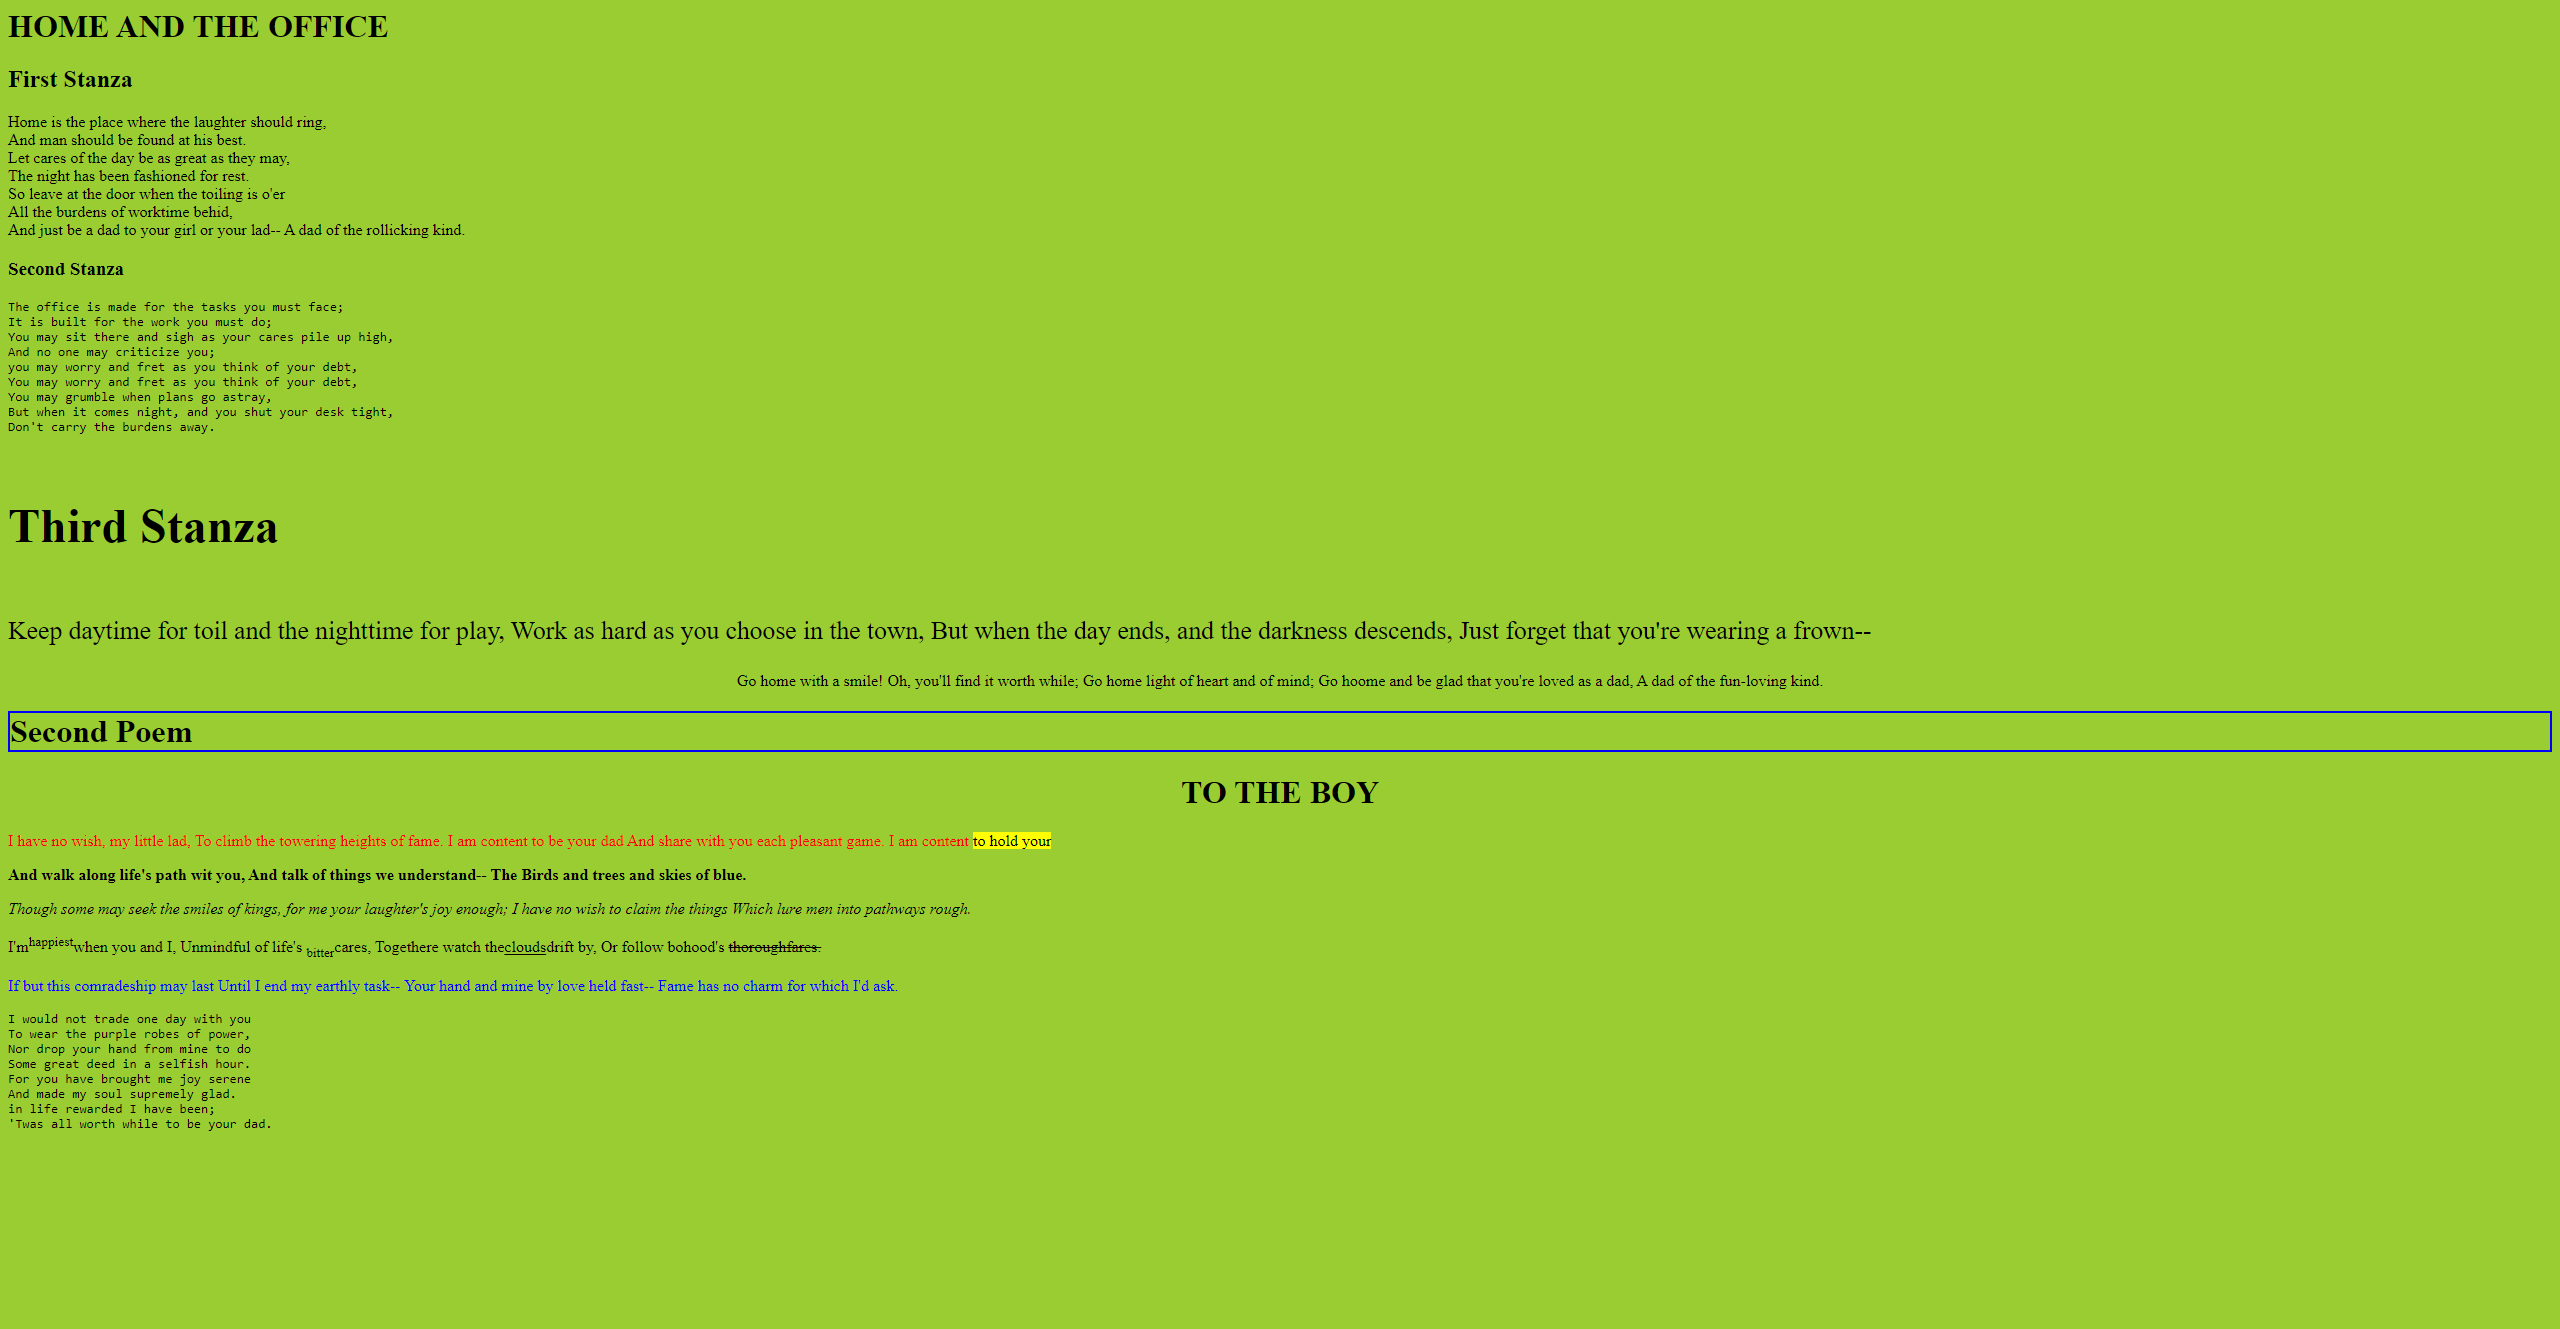 HOME AND THE OFFICE
First Stanza
Home is the place where the laughter should ring,
And man should be found at his best.
Let cares of the day be as great as they may,
The night has been fashioned for rest.
So leave at the door when the toiling is o'er
All the burdens of worktime behid,
And just be a dad to your girl or your lad-- A dad of the rollicking kind.
Second Stanza
The office is made for the tasks you must face;
It is built for the work you must do;
You may sit there and sigh as your cares pile up high,
And no one may criticize you;
you may worry and fret as you think of your debt,
You may worry and fret as you think of your debt,
You may grumble when plans go astray,
But when it comes night, and you shut your desk tight,
Don't carry the burdens away.
Third Stanza
Keep daytime for toil and the nighttime for play, Work as hard as you choose in the town, But when the day ends, and the darkness descends, Just forget that you're wearing a frown--
Go home with a smile! Oh, you'll find it worth while; Go home light of heart and of mind; Go hoome and be glad that you're loved as a dad, A dad of the fun-loving kind.
Second Poem
TO THE BOY
I have no wish, my little lad, To climb the towering heights of fame. I am content to be your dad And share with you each pleasant game. I am content to hold your
And walk along life's path wit you, And talk of things we understand-- The Birds and trees and skies of blue.
Though some may seek the smiles of kings, for me your laughter's joy enough; I have no wish to claim the things Which lure men into pathways rough.
I'mhappiestwhen you and I, Unmindful of life's ,bittercares, Togethere watch thecloudsdrift by, Or follow bohood's thoroughfares.
If but this comradeship may last Until I end my earthly task-- Your hand and mine by love held fast-- Fame has no charm for which I'd ask.
I would not trade one day with you
To wear the purple robes of power,
Nor drop your hand from mine to do
Some great deed in a selfish hour.
For you have brought me joy serene
And made my soul supremely glad.
in life rewarded I have been;
'Twas all worth while to be your dad.